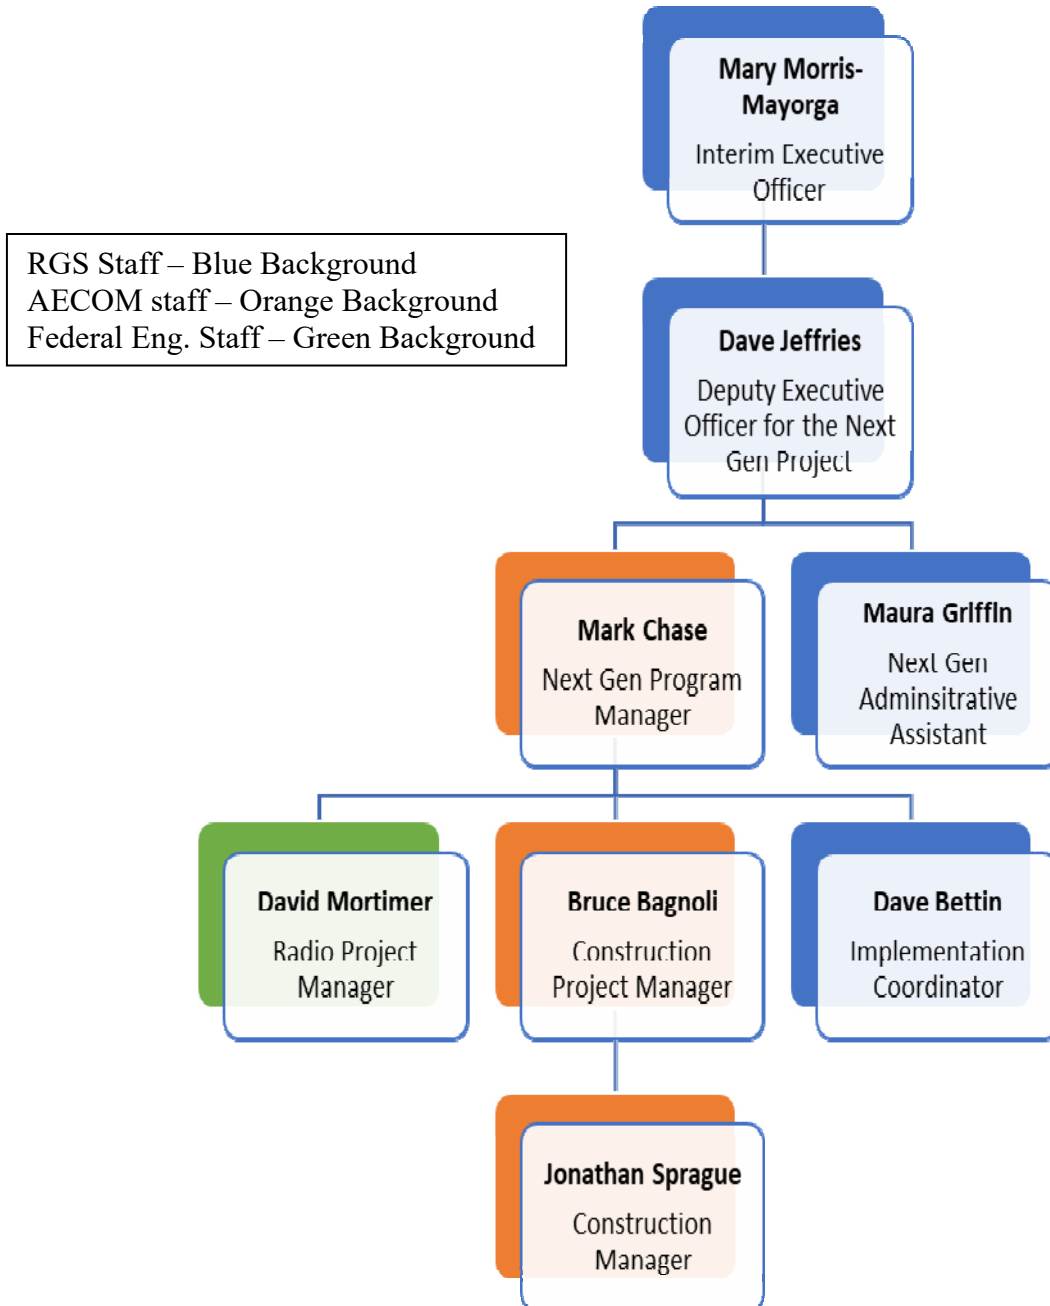 Mary Morris-
Mayorga
Interim Executive
Officer
RGS Staff – Blue Background
AECOM staff – Orange Background
Federal Eng. Staff – Green Background
Dave Jeffries
Deputy Executive
Officer for the Next
Gen Project
Mark Chase
Next Gen Program
Manager
Maura Griffin
Next Gen
Adminsitrative
Assistant
David Mortimer
Radio Project
Manager
Bruce Bagnoli
Construction
Project Manager
Dave Bettin
Implementation
Coordinator
Jonathan Sprague
Construction
Manager